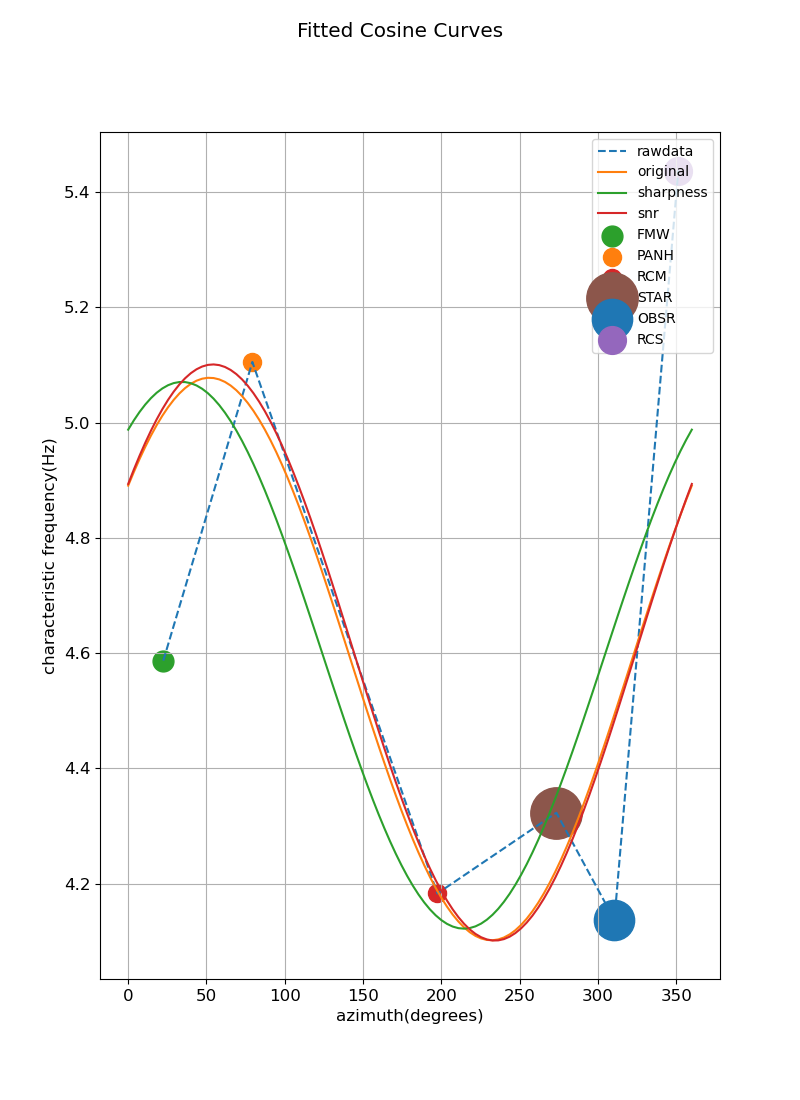 Fitted Cosine Curves
rawdata
original
sharpness
snr
FMW
PANH
RCM
STAR
OBSR
RCS
characteristic frequency(Hz)
5.4
5.2
5.0
4.8
4.6
4.4
4.2
0 50 100 150 200 250 300 350
azimuth(degrees)